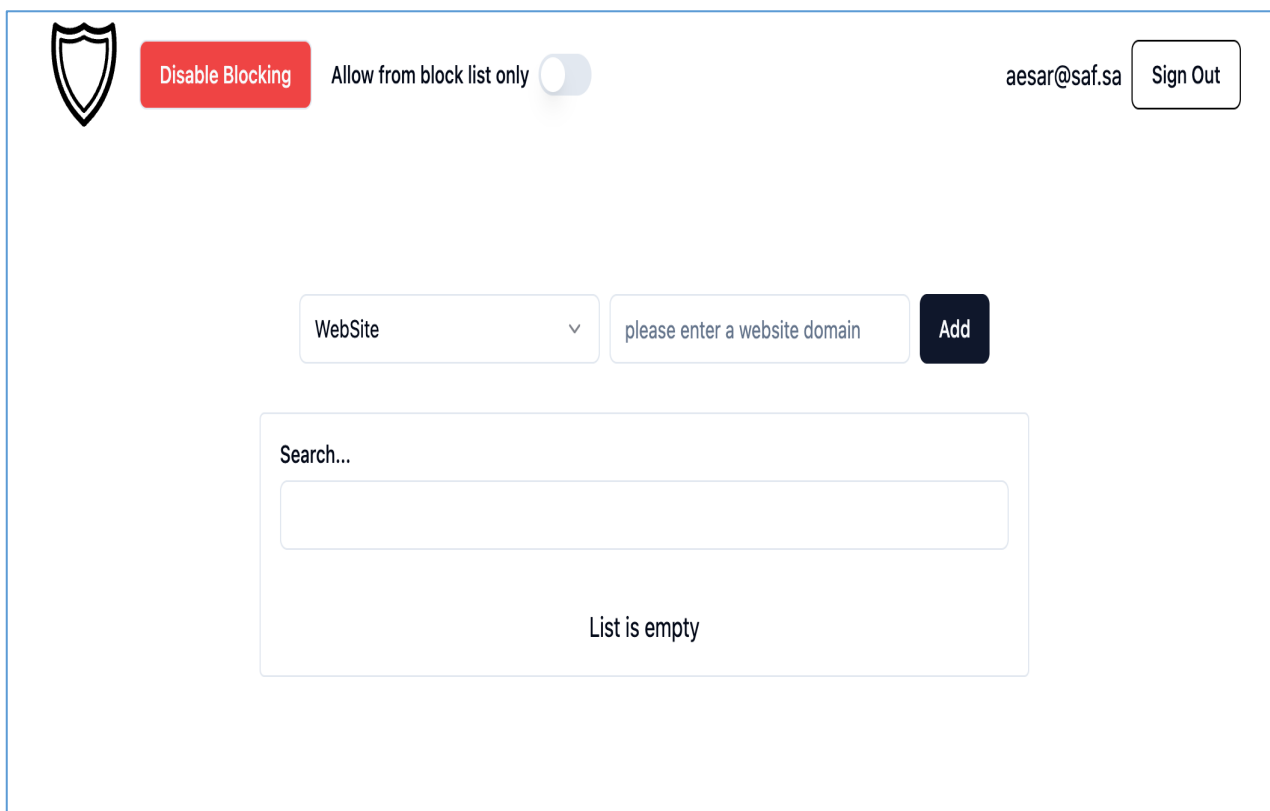 Disable Blocking Allow from block list only aesar@saf.sa Sign Out
WebSite please enter a website domain Add
Search...
List is empty